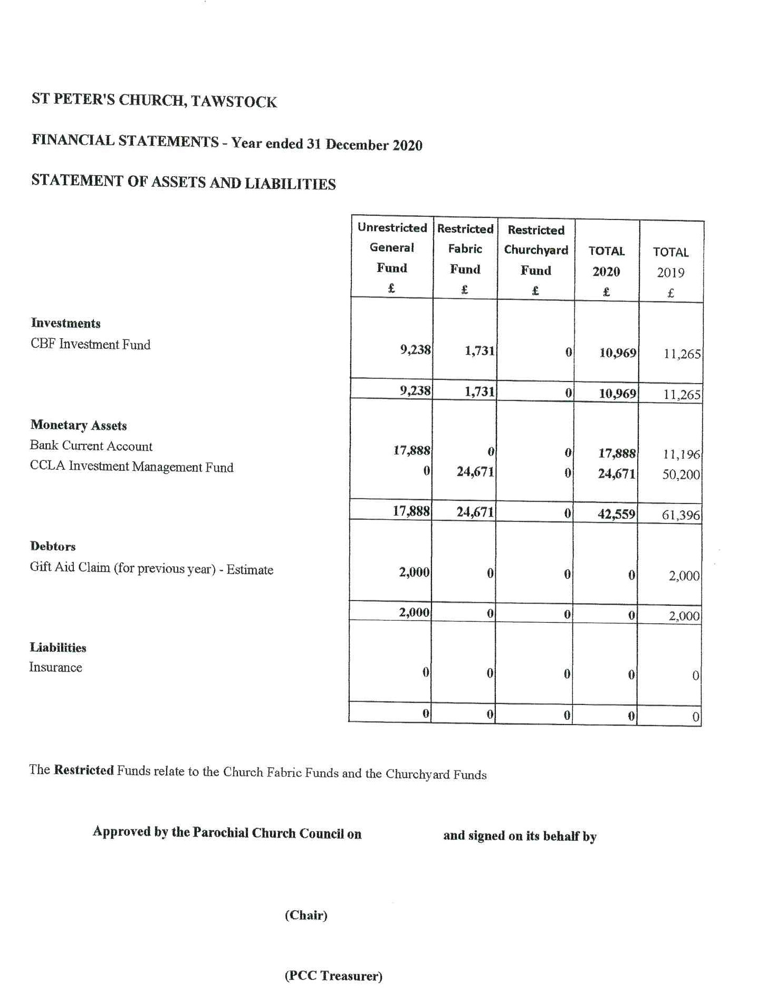 ST PETER'S CHURCH, TAWSTOCK
FINANCIAL STATEMENTS - Year ended 31 December 2020
STATEMENT OF ASSETS AND LIABILITIES
Unrestricted Restricted Restricted
General Fabric Churchyard TOTAL TOTAL
Fund Fund Fund 2020 2019
£ £ £ £ £
Investments
CBF Investment Fund 9,238 1,731 0 10,969 11,265
9,238 1,731 0 10,969 11,265
Monetary Assets
Bank Current Account 17,888 0 0 17,888 11,196
CCLA Investment Management Fund 0 24,671 0 24,671 50,200
17,888 24,671 0 42,559 61,396
Debtors
Gift Aid Claim (for previous year) - Estimate 2,000 0 0 0 2,000
2,000 0 0 0 2,000
Liabilities
Insurance 0 0 0 0 0
0 0 0 0 0
The Restricted Funds relate to the Church Fabric Funds and the Churchyard Funds
Approved by the Parochial Church Council on and signed on its behalf by
(Chair)
(PCC Treasurer)